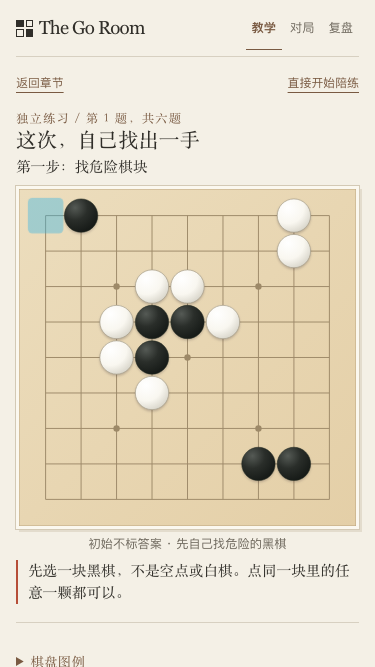 The Go Room
教学 对局 复盘
返回章节 直接开始陪练
独立练习 / 第 1 题，共六题
这次，自己找出一手
第一步：找危险棋块
初始不标答案 · 先自己找危险的黑棋
先选一块黑棋，不是空点或白棋。点同一块里的任
意一颗都可以。
棋盘图例